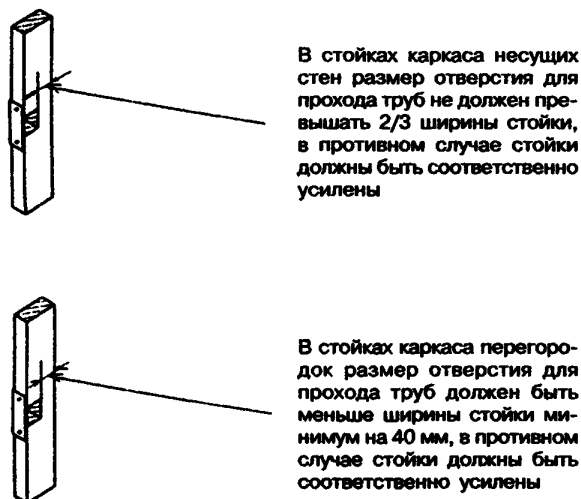 В стойках каркаса несущих
стен размер отверстия для
прохода труб не должен пре-
вышать 2/3 ширины стойки,
в противном случае стойки
должны быть соответственно
усилены
В стойках каркаса перегоро-
док размер отверстия для
прохода труб должен быть
меньше ширины стойки ми-
нимум на 40 мм, в противном
случае стойки должны быть
соответственно усилены